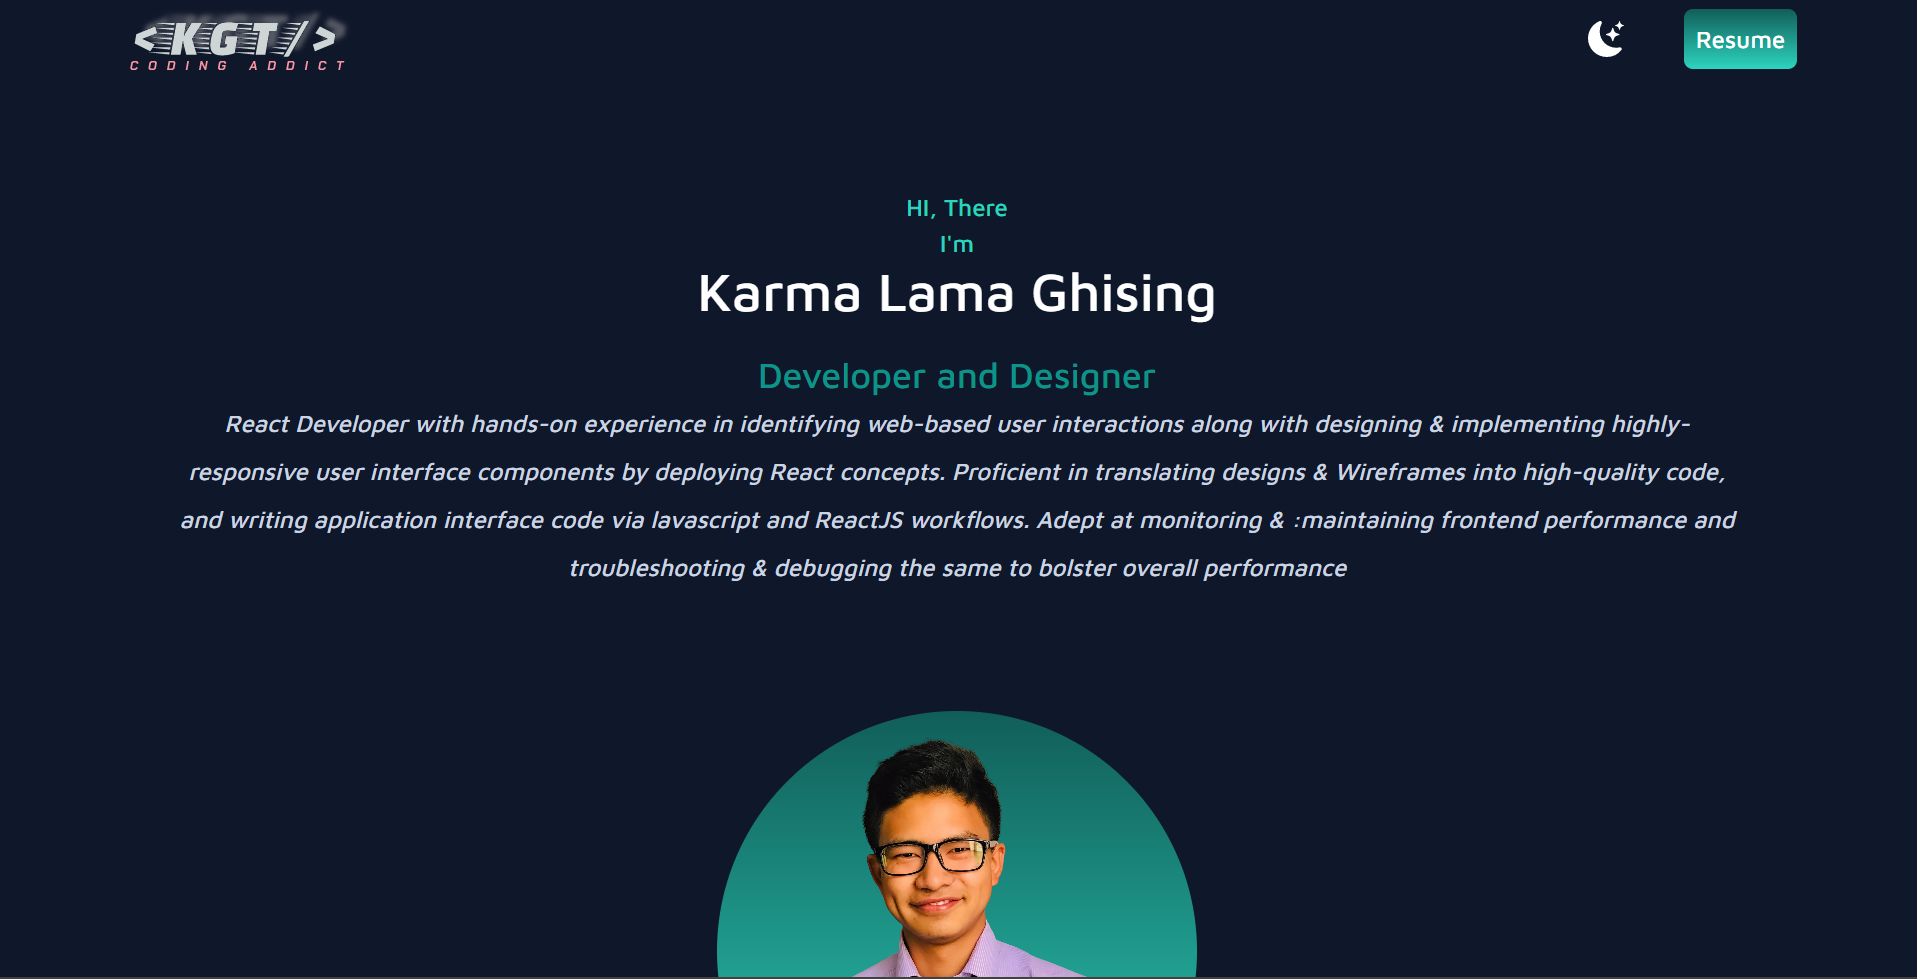 <KGT/>
CODING ADDICT
Resume
HI, There
I'm
Karma Lama Ghising
Developer and Designer
React Developer with hands-on experience in identifying web-based user interactions along with designing & implementing highly-
responsive user interface components by deploying React concepts. Proficient in translating designs & Wireframes into high-quality code,
and writing application interface code via lavascript and ReactJS workflows. Adept at monitoring & :maintaining frontend performance and
troubleshooting & debugging the same to bolster overall performance